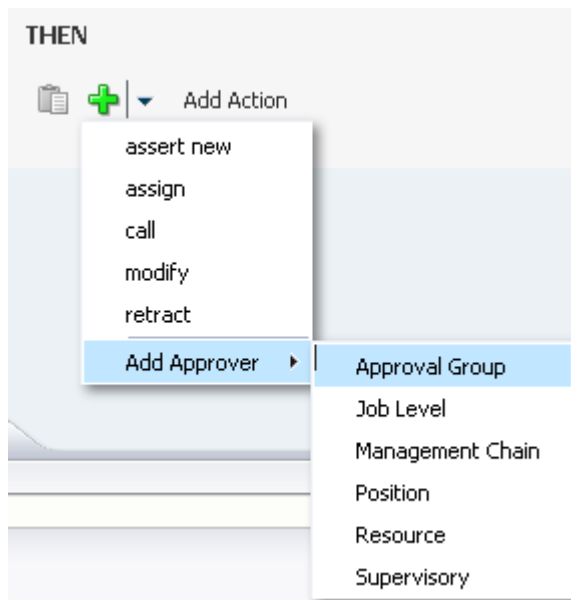 THEN
Add Action
assert new
assign
call
modify
retract
Add Approver
Approval Group
Job Level
Management Chain
Position
Resource
Supervisory